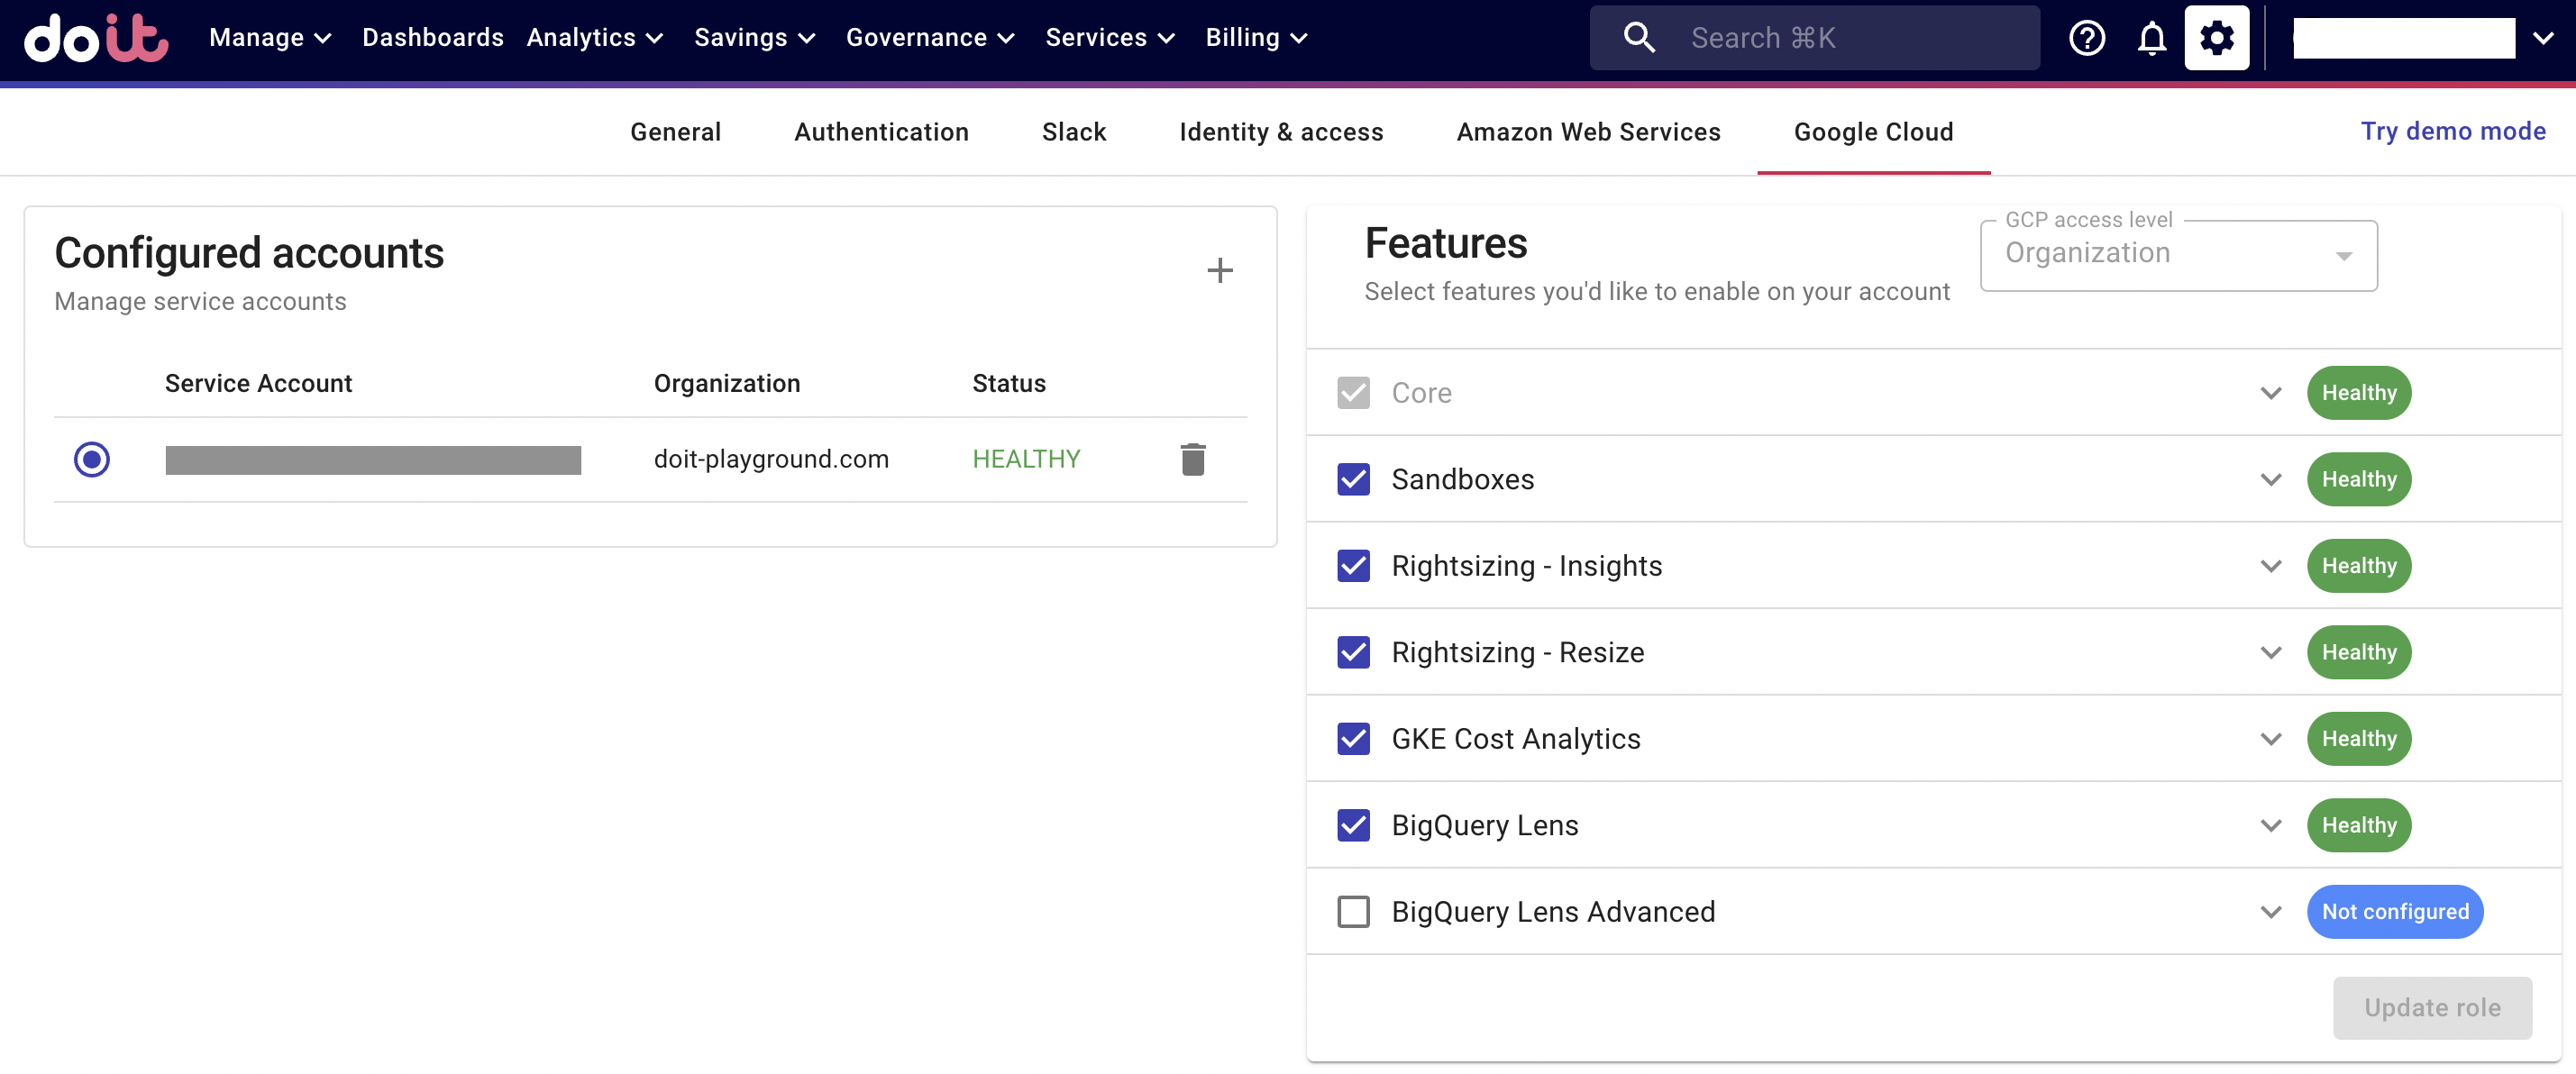 doit Manage Dashboards Analytics Savings Governance Services Billing Search ⌘K
General Authentication Slack Identity & access Amazon Web Services Google Cloud Try demo mode
Configured accounts
Manage service accounts
Service Account Organization Status
doit-playground.com HEALTHY
Features
Select features you'd like to enable on your account
GCP access level
Organization
Core Healthy
Sandboxes Healthy
Rightsizing - Insights Healthy
Rightsizing - Resize Healthy
GKE Cost Analytics Healthy
BigQuery Lens Healthy
BigQuery Lens Advanced Not configured
Update role